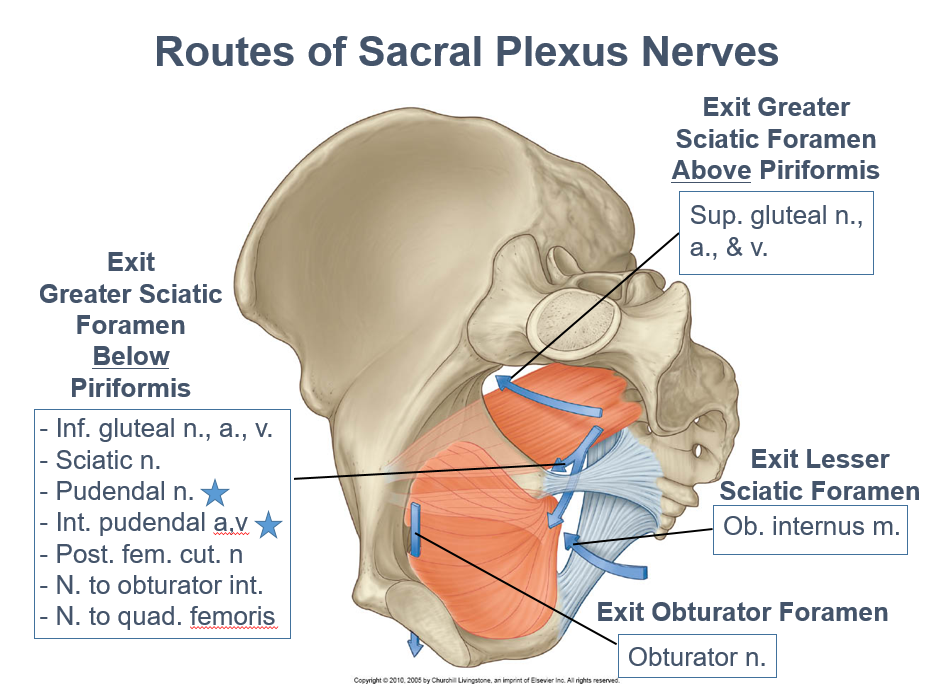 Routes of Sacral Plexus Nerves
Exit Greater
Sciatic Foramen
Above Piriformis
Sup. gluteal n.,
a., & v.
Exit
Greater Sciatic
Foramen
Below
Piriformis
- Inf. gluteal n., a., v.
- Sciatic n.
- Pudendal n.
- Int. pudendal a,v
- Post. fem. cut. n
- N. to obturator int.
- N. to quad. femoris
Exit Lesser
Sciatic Foramen
Ob. internus m.
Exit Obturator Foramen
Obturator n.
Copyright © 2010, 2005 by Churchill Livingstone, an imprint of Elsevier Inc. All rights reserved.